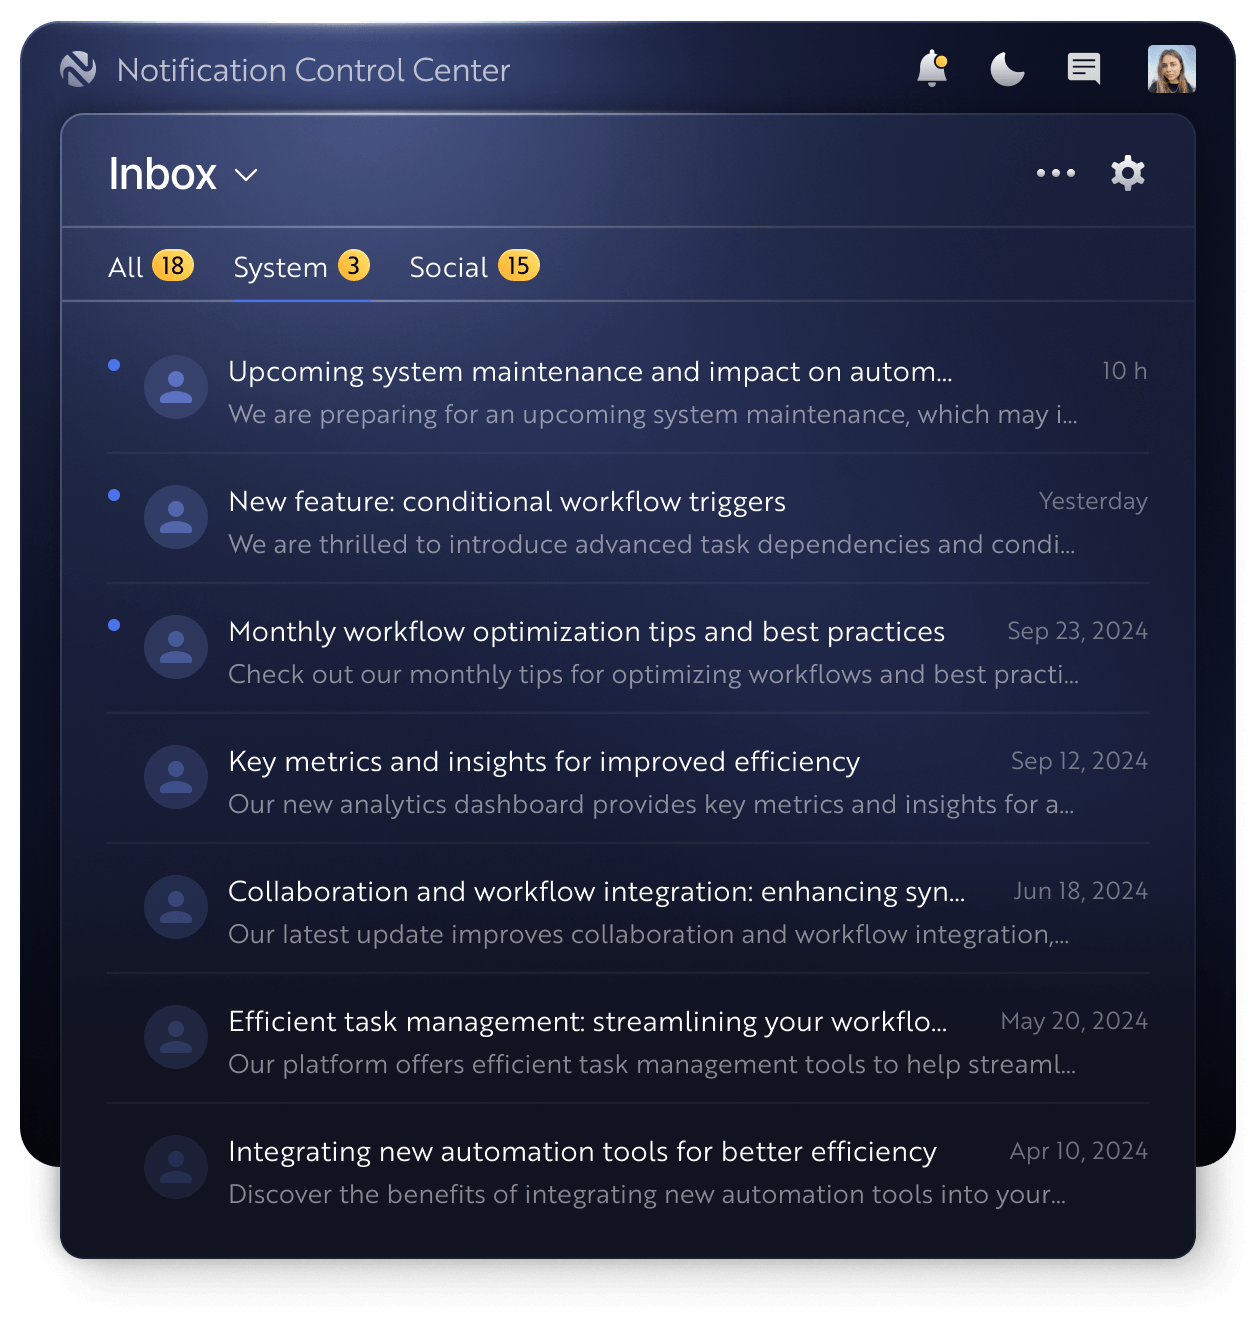 Notification Control Center
Inbox
All 18 System 3 Social 15
Upcoming system maintenance and impact on autom... 10 h
We are preparing for an upcoming system maintenance, which may i...
New feature: conditional workflow triggers Yesterday
We are thrilled to introduce advanced task dependencies and condi...
Monthly workflow optimization tips and best practices Sep 23, 2024
Check out our monthly tips for optimizing workflows and best practi...
Key metrics and insights for improved efficiency Sep 12, 2024
Our new analytics dashboard provides key metrics and insights for a...
Collaboration and workflow integration: enhancing syn... Jun 18, 2024
Our latest update improves collaboration and workflow integration,...
Efficient task management: streamlining your workflo... May 20, 2024
Our platform offers efficient task management tools to help streaml...
Integrating new automation tools for better efficiency Apr 10, 2024
Discover the benefits of integrating new automation tools into your...